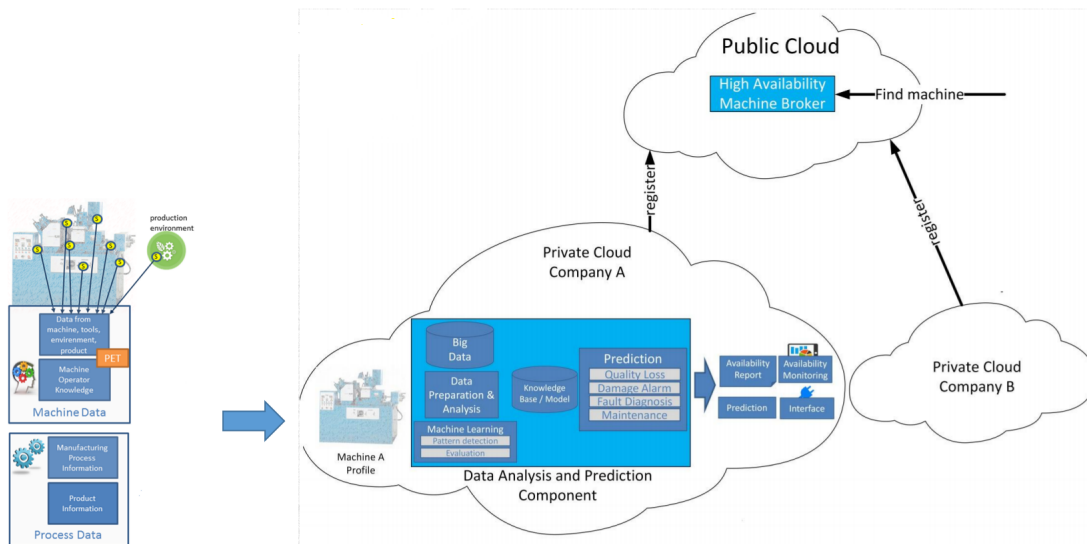 production
environment
S
S
S
S
S
S
S
S
Data from
machine, tools,
environment,
product
PET
Machine
Operator
Knowledge
Machine Data
Manufacturing
Process
Information
Product
Information
Process Data
Public Cloud
High Availability
Machine Broker
Find machine
register
register
Private Cloud
Company A
Big
Data
Data
Preparation &
Analysis
Machine Learning
Pattern detection
Evaluation
Knowledge
Base / Model
Prediction
Quality Loss
Damage Alarm
Fault Diagnosis
Maintenance
Availability
Report
Availability
Monitoring
Prediction
Interface
Machine A
Profile
Data Analysis and Prediction
Component
Private Cloud
Company B